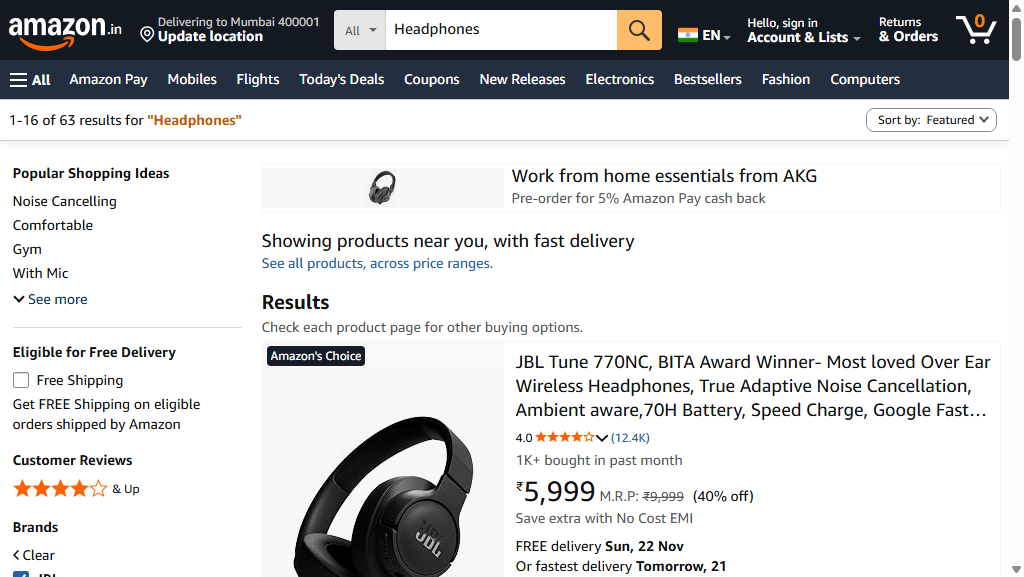 amazon.in
Delivering to Mumbai 400001
Update location
All
Headphones
EN
Hello, sign in
Account & Lists
Returns
& Orders
0
All
Amazon Pay
Mobiles
Flights
Today's Deals
Coupons
New Releases
Electronics
Bestsellers
Fashion
Computers
1-16 of 63 results for "Headphones"
Sort by: Featured
Popular Shopping Ideas
Noise Cancelling
Comfortable
Gym
With Mic
See more
Eligible for Free Delivery
Free Shipping
Get FREE Shipping on eligible
orders shipped by Amazon
Customer Reviews
& Up
Brands
Clear
JBL
Work from home essentials from AKG
Pre-order for 5% Amazon Pay cash back
Showing products near you, with fast delivery
See all products, across price ranges.
Results
Check each product page for other buying options.
Amazon's Choice
JBL
JBL Tune 770NC, BITA Award Winner- Most loved Over Ear
Wireless Headphones, True Adaptive Noise Cancellation,
Ambient aware,70H Battery, Speed Charge, Google Fast…
4.0 (12.4K)
1K+ bought in past month
₹5,999 M.R.P: ₹9,999 (40% off)
Save extra with No Cost EMI
FREE delivery Sun, 22 Nov
Or fastest delivery Tomorrow, 21